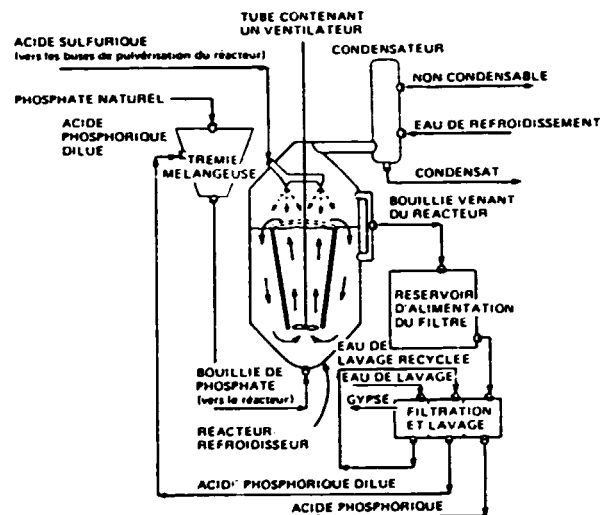 TUBE CONTENANT
UN VENTILATEUR
ACIDE SULFURIQUE
(vers les buses de pulvérisation du réacteur)
CONDENSATEUR
NON CONDENSABLE
PHOSPHATE NATUREL
ACIDE
PHOSPHORIQUE
DILUÉ
EAU DE REFROIDISSEMENT
TREMIE
MELANGEUSE
CONDENSAT
BOUILLIE VENANT
DU REACTEUR
RESERVOIR
D'ALIMENTATION
DU FILTRE
EAU DE
LAVAGE RECYCLEE
EAU DE LAVAGE
BOUILLIE DE
PHOSPHATE
(vers le réacteur)
GYPSE
FILTRATION
ET LAVAGE
REACTEUR
REFROIDISSEUR
ACIDE PHOSPHORIQUE DILUE
ACIDE PHOSPHORIQUE